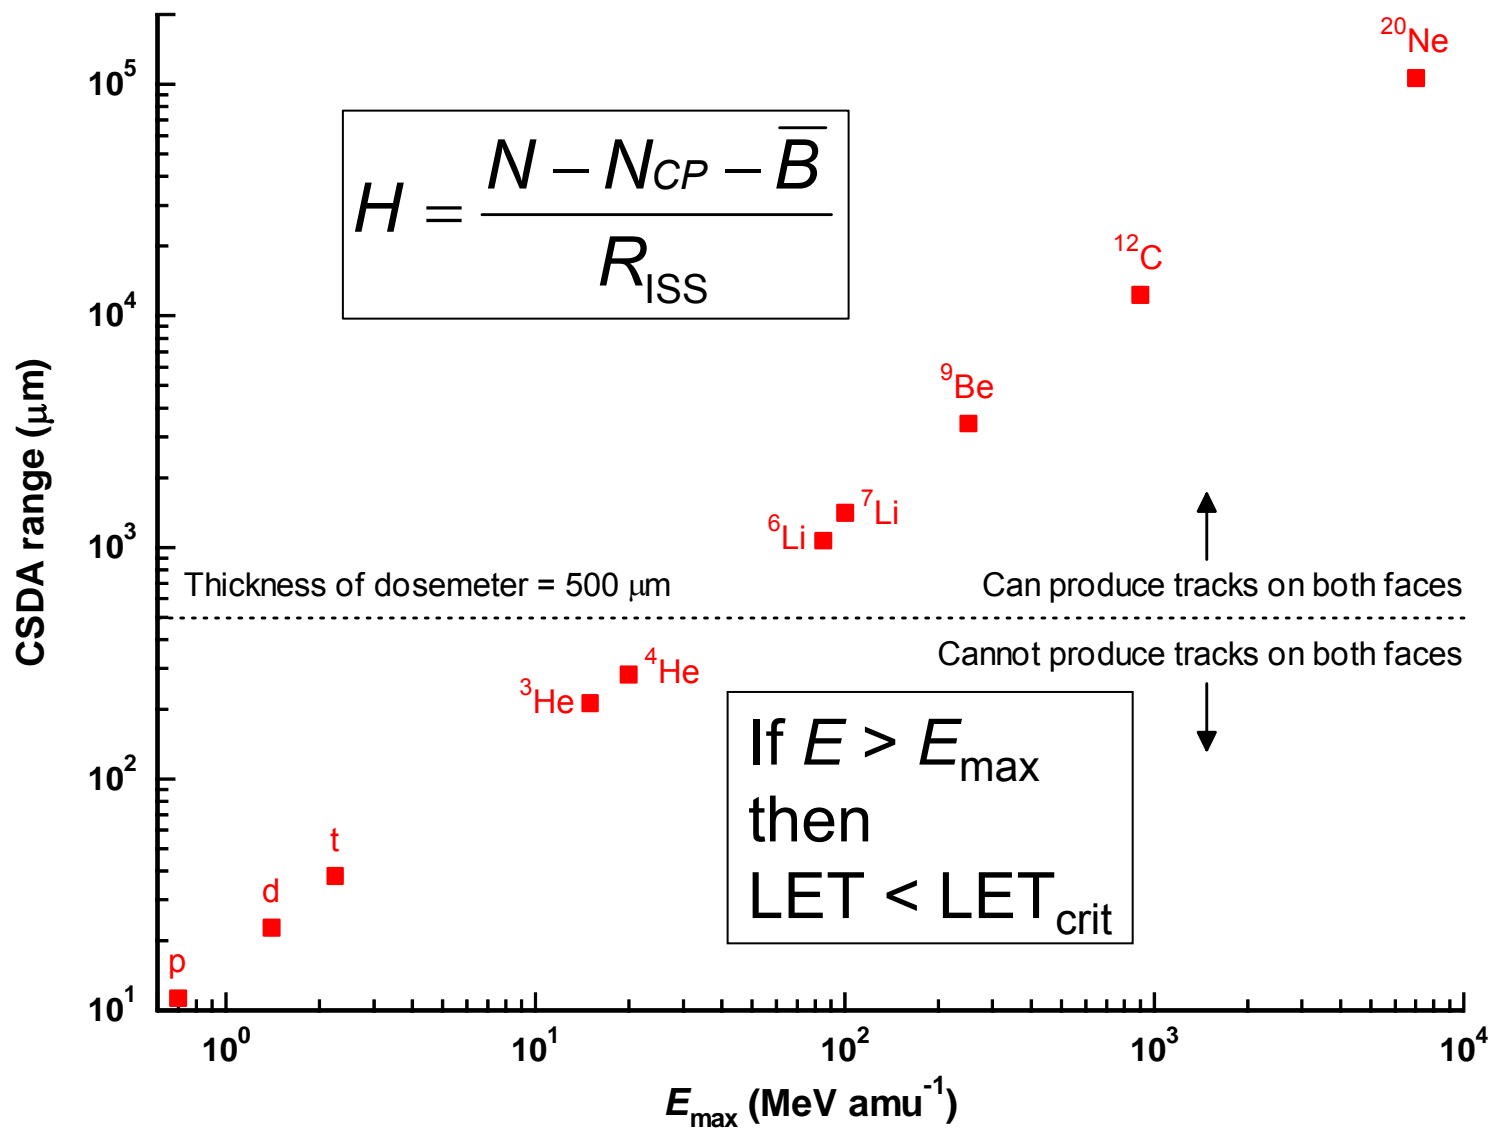 ²⁰Ne
10⁵
H = (N − N_CP − B̅) / R_ISS
¹²C
10⁴
⁹Be
⁷Li
⁶Li
10³
Thickness of dosemeter = 500 μm
Can produce tracks on both faces
Cannot produce tracks on both faces
⁴He
³He
If E > E_max
then
LET < LET_crit
10²
t
d
p
10¹
10⁰ 10¹ 10² 10³ 10⁴
E_max (MeV amu⁻¹)
CSDA range (μm)